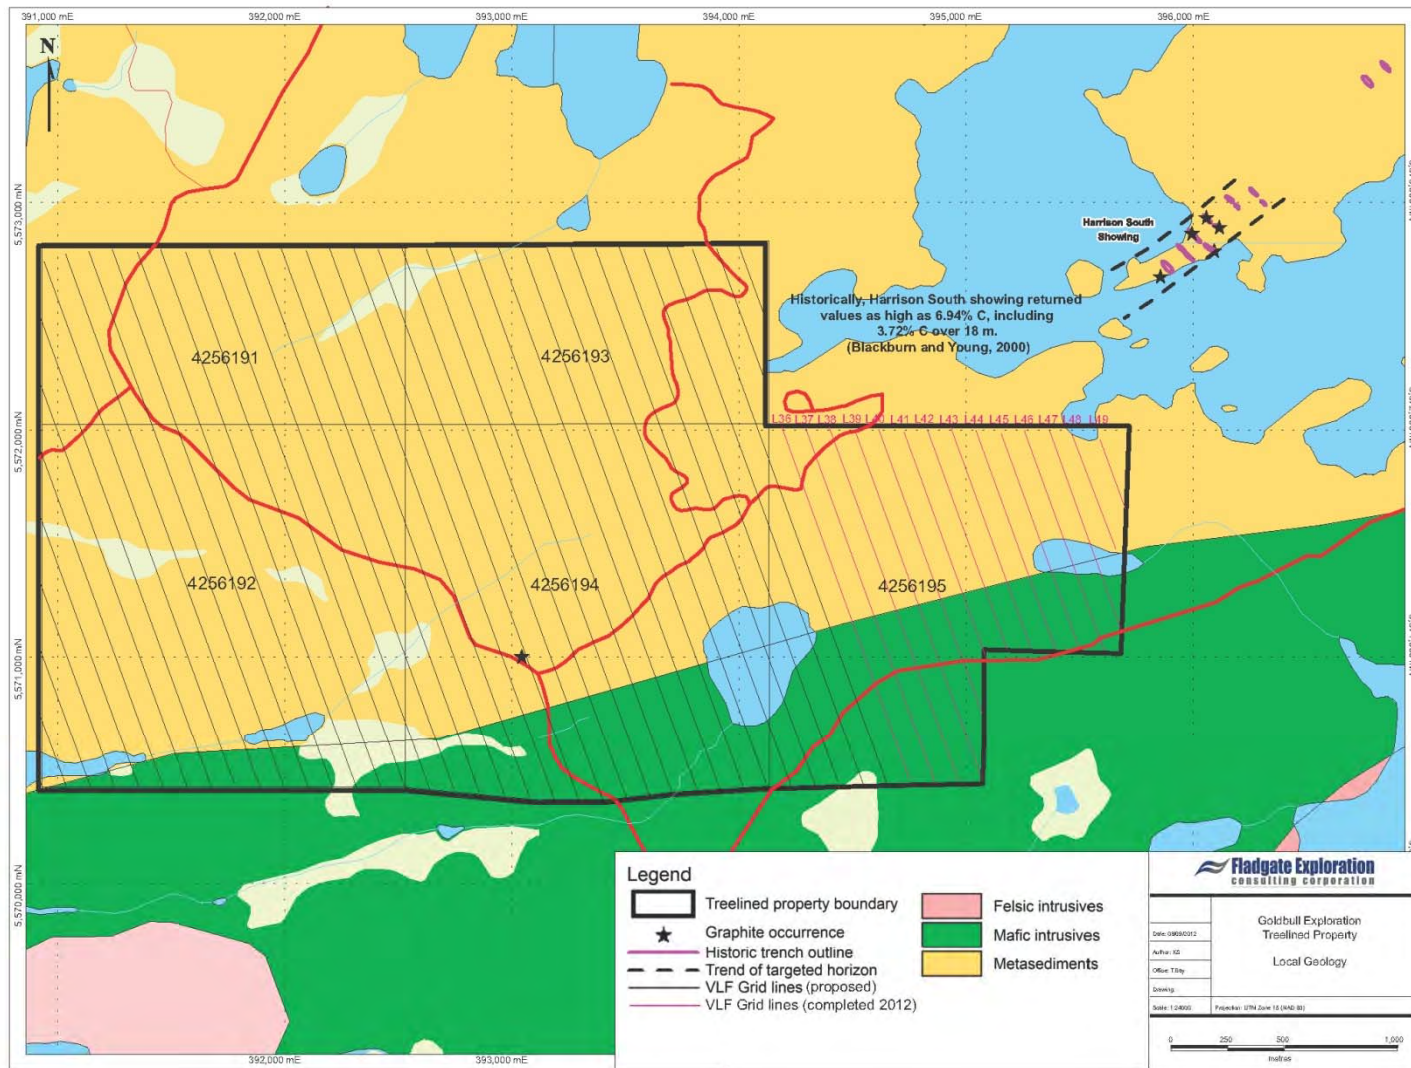 391,000 mE
392,000 mE
393,000 mE
394,000 mE
395,000 mE
396,000 mE
N
5,573,000 mN
5,572,000 mN
5,571,000 mN
5,570,000 mN
Harrison South
Showing
Historically, Harrison South showing returned
values as high as 6.94% C, including
3.72% C over 18 m.
(Blackburn and Young, 2000)
4256191
4256193
L36 L37 L38 L39 L40 L41 L42 L43 L44 L45 L46 L47 L48 L49
4256192
4256194
4256195
Legend
Treelined property boundary
Graphite occurrence
Historic trench outline
Trend of targeted horizon
VLF Grid lines (proposed)
VLF Grid lines (completed 2012)
Felsic intrusives
Mafic intrusives
Metasediments
Fladgate Exploration
consulting corporation
Goldbull Exploration
Treelined Property
Local Geology
Author: KS
Office: TBay
Drawing:
0 250 500 1,000
metres
392,000 mE
393,000 mE